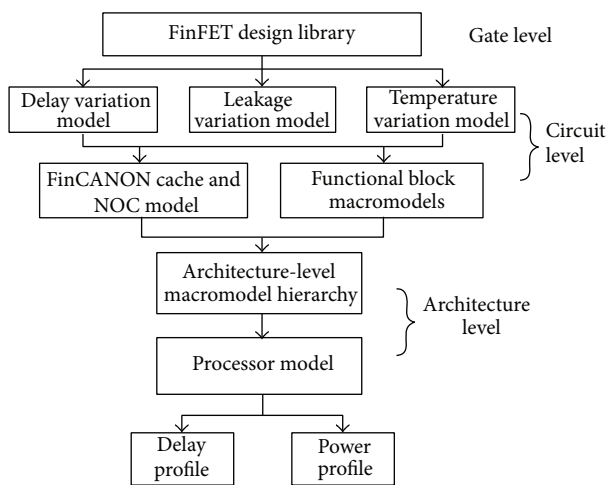 FinFET design library
Gate level
Delay variation
model
Leakage
variation model
Temperature
variation model
Circuit
level
FinCANON cache and
NOC model
Functional block
macromodels
Architecture-level
macromodel hierarchy
Architecture
level
Processor model
Delay
profile
Power
profile